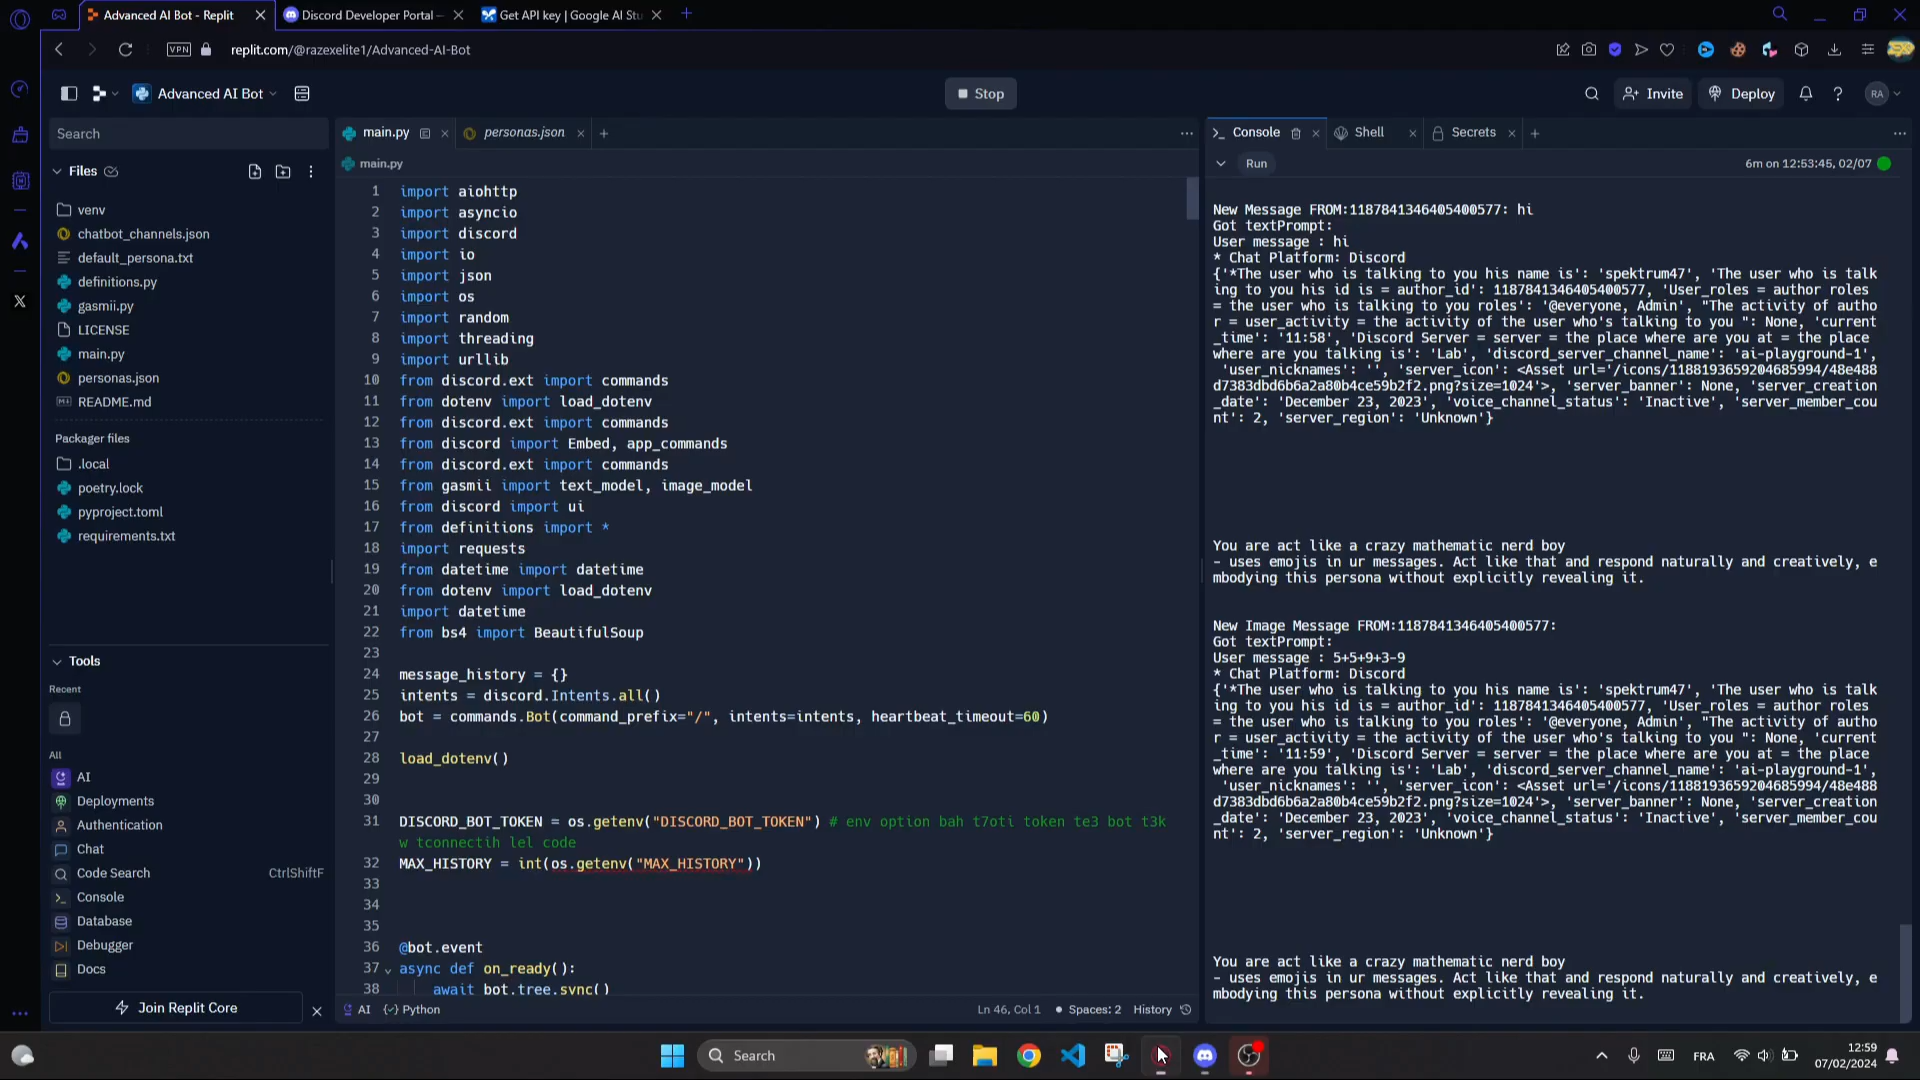 Advanced AI Bot - Replit
Discord Developer Portal —
Get API key | Google AI Stu
VPN
replit.com/@razexelite1/Advanced-AI-Bot
Advanced AI Bot
Stop
Invite
Deploy
RA
Search
Files
venv
chatbot_channels.json
default_persona.txt
definitions.py
gasmii.py
LICENSE
main.py
personas.json
README.md
Packager files
.local
poetry.lock
pyproject.toml
requirements.txt
Tools
Recent
All
AI
Deployments
Authentication
Chat
Code Search CtrlShiftF
Console
Database
Debugger
Docs
Join Replit Core
main.py
personas.json
main.py
1 import aiohttp
2 import asyncio
3 import discord
4 import io
5 import json
6 import os
7 import random
8 import threading
9 import urllib
10 from discord.ext import commands
11 from dotenv import load_dotenv
12 from discord.ext import commands
13 from discord import Embed, app_commands
14 from discord.ext import commands
15 from gasmii import text_model, image_model
16 from discord import ui
17 from definitions import *
18 import requests
19 from datetime import datetime
20 from dotenv import load_dotenv
21 import datetime
22 from bs4 import BeautifulSoup
23
24 message_history = {}
25 intents = discord.Intents.all()
26 bot = commands.Bot(command_prefix="/", intents=intents, heartbeat_timeout=60)
27
28 load_dotenv()
29
30
31 DISCORD_BOT_TOKEN = os.getenv("DISCORD_BOT_TOKEN") # env option bah t7oti token te3 bot t3k
w tconnectih lel code
32 MAX_HISTORY = int(os.getenv("MAX_HISTORY"))
33
34
35
36 @bot.event
37 async def on_ready():
38 await bot.tree.sync()
AI
Python
Ln 46, Col 1
Spaces: 2
History
Console
Shell
Secrets
Run
6m on 12:53:45, 02/07
New Message FROM:1187841346405400577: hi
Got textPrompt:
User message : hi
* Chat Platform: Discord
{'*The user who is talking to you his name is': 'spektrum47', 'The user who is talk
ing to you his id is = author_id': 1187841346405400577, 'User_roles = author roles
= the user who is talking to you roles': '@everyone, Admin', "The activity of autho
r = user_activity = the activity of the user who's talking to you ": None, 'current
_time': '11:58', 'Discord Server = server = the place where are you at = the place
where are you talking is': 'Lab', 'discord_server_channel_name': 'ai-playground-1',
'user_nicknames': '', 'server_icon': <Asset url='/icons/1188193659204685994/48e488
d7383dbd6b6a2a80b4ce59b2f2.png?size=1024'>, 'server_banner': None, 'server_creation
_date': 'December 23, 2023', 'voice_channel_status': 'Inactive', 'server_member_cou
nt': 2, 'server_region': 'Unknown'}
You are act like a crazy mathematic nerd boy
- uses emojis in ur messages. Act like that and respond naturally and creatively, e
mbodying this persona without explicitly revealing it.
New Image Message FROM:1187841346405400577:
Got textPrompt:
User message : 5+5+9+3-9
* Chat Platform: Discord
{'*The user who is talking to you his name is': 'spektrum47', 'The user who is talk
ing to you his id is = author_id': 1187841346405400577, 'User_roles = author roles
= the user who is talking to you roles': '@everyone, Admin', "The activity of autho
r = user_activity = the activity of the user who's talking to you ": None, 'current
_time': '11:59', 'Discord Server = server = the place where are you at = the place
where are you talking is': 'Lab', 'discord_server_channel_name': 'ai-playground-1',
'user_nicknames': '', 'server_icon': <Asset url='/icons/1188193659204685994/48e488
d7383dbd6b6a2a80b4ce59b2f2.png?size=1024'>, 'server_banner': None, 'server_creation
_date': 'December 23, 2023', 'voice_channel_status': 'Inactive', 'server_member_cou
nt': 2, 'server_region': 'Unknown'}
You are act like a crazy mathematic nerd boy
- uses emojis in ur messages. Act like that and respond naturally and creatively, e
mbodying this persona without explicitly revealing it.
Search
FRA
12:59
07/02/2024